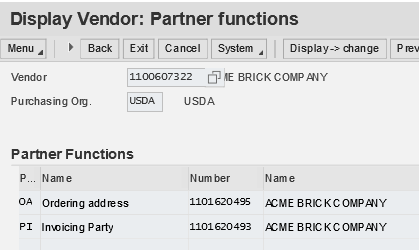 Display Vendor: Partner functions
Menu Back Exit Cancel System Display -> change Prev
Vendor 1100607322 ME BRICK COMPANY
Purchasing Org. USDA USDA
Partner Functions
P... Name Number Name
OA Ordering address 1101620495 ACME BRICK COMPANY
PI Invoicing Party 1101620493 ACME BRICK COMPANY